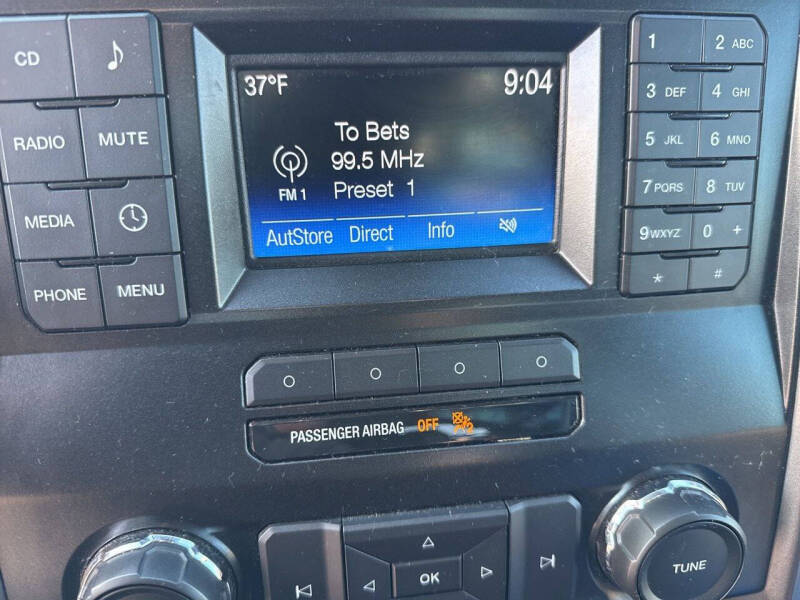 CD
RADIO MUTE
MEDIA
PHONE MENU
37°F 9:04
To Bets
99.5 MHz
FM 1 Preset 1
AutStore Direct Info
1 2 ABC
3 DEF 4 GHI
5 JKL 6 MNO
7 PQRS 8 TUV
9 WXYZ 0 +
* #
PASSENGER AIRBAG OFF
OK
TUNE